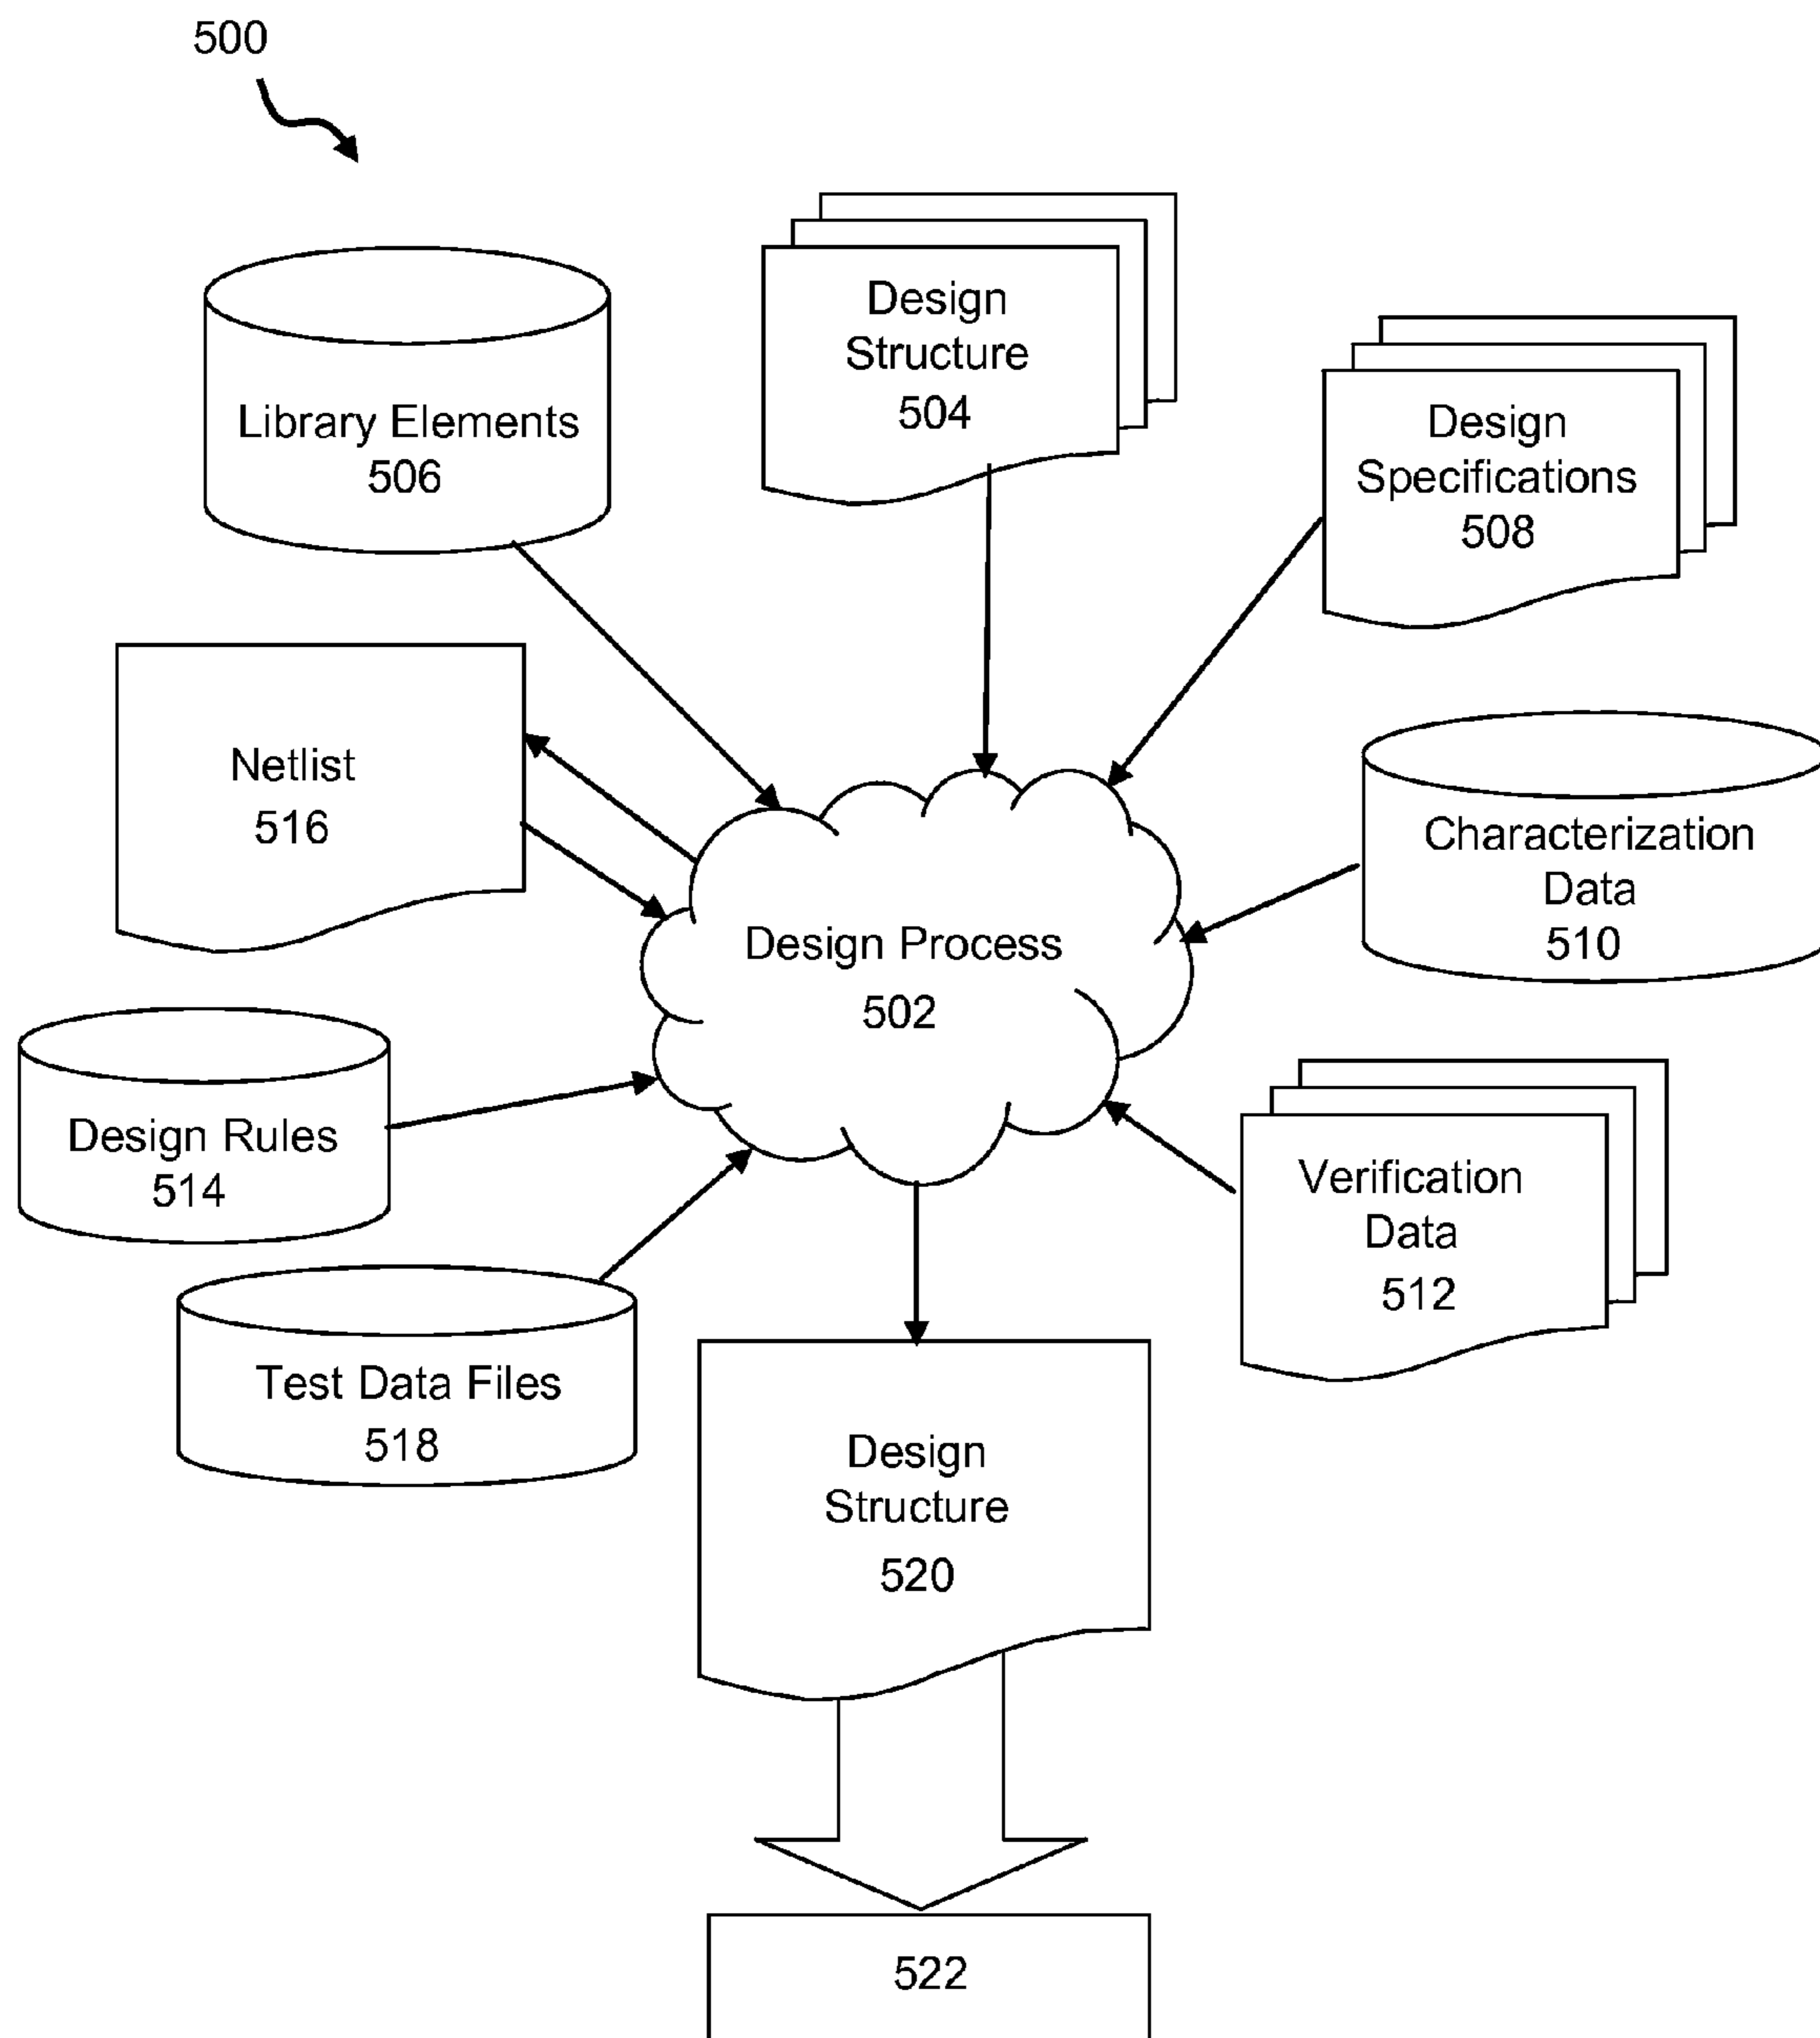 500
Design
Structure
504
Library Elements
506
Design
Specifications
508
Netlist
516
Characterization
Data
510
Design Process
502
Design Rules
514
Verification
Data
512
Test Data Files
518
Design
Structure
520
522